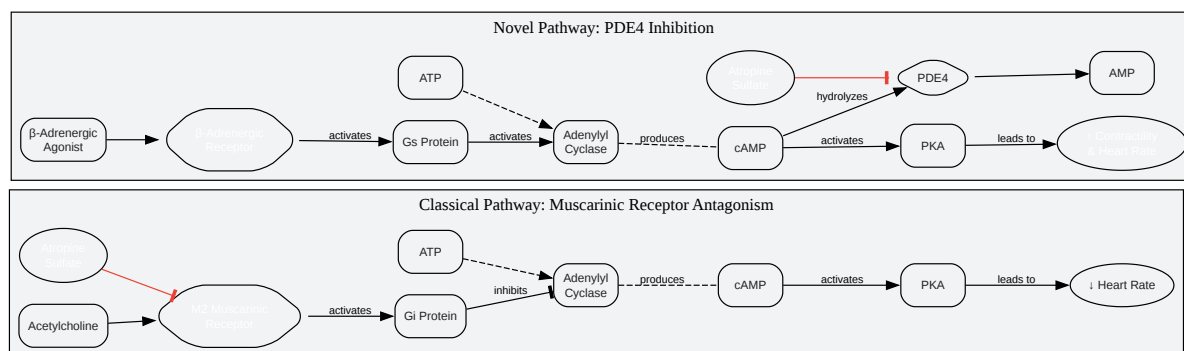 Novel Pathway: PDE4 Inhibition
ATP
Atropine
Sulfate
PDE4
AMP
hydrolyzes
β-Adrenergic
Agonist
β-Adrenergic
Receptor
activates
Gs Protein
activates
Adenylyl
Cyclase
produces
cAMP
activates
PKA
leads to
↑ Contractility
& Heart Rate
Classical Pathway: Muscarinic Receptor Antagonism
Atropine
Sulfate
ATP
Acetylcholine
M2 Muscarinic
Receptor
activates
Gi Protein
inhibits
Adenylyl
Cyclase
produces
cAMP
activates
PKA
leads to
↓ Heart Rate